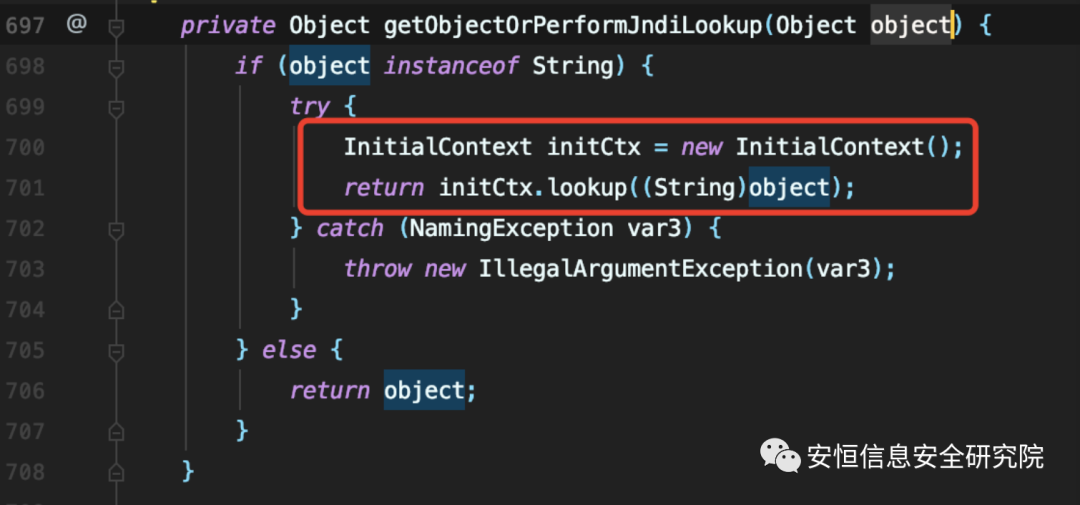 697 @ private Object getObjectOrPerformJndiLookup(Object object) {
698 if (object instanceof String) {
699 try {
700 InitialContext initCtx = new InitialContext();
701 return initCtx.lookup((String)object);
702 } catch (NamingException var3) {
703 throw new IllegalArgumentException(var3);
704 }
705 } else {
706 return object;
707 }
708 }
安恒信息安全研究院